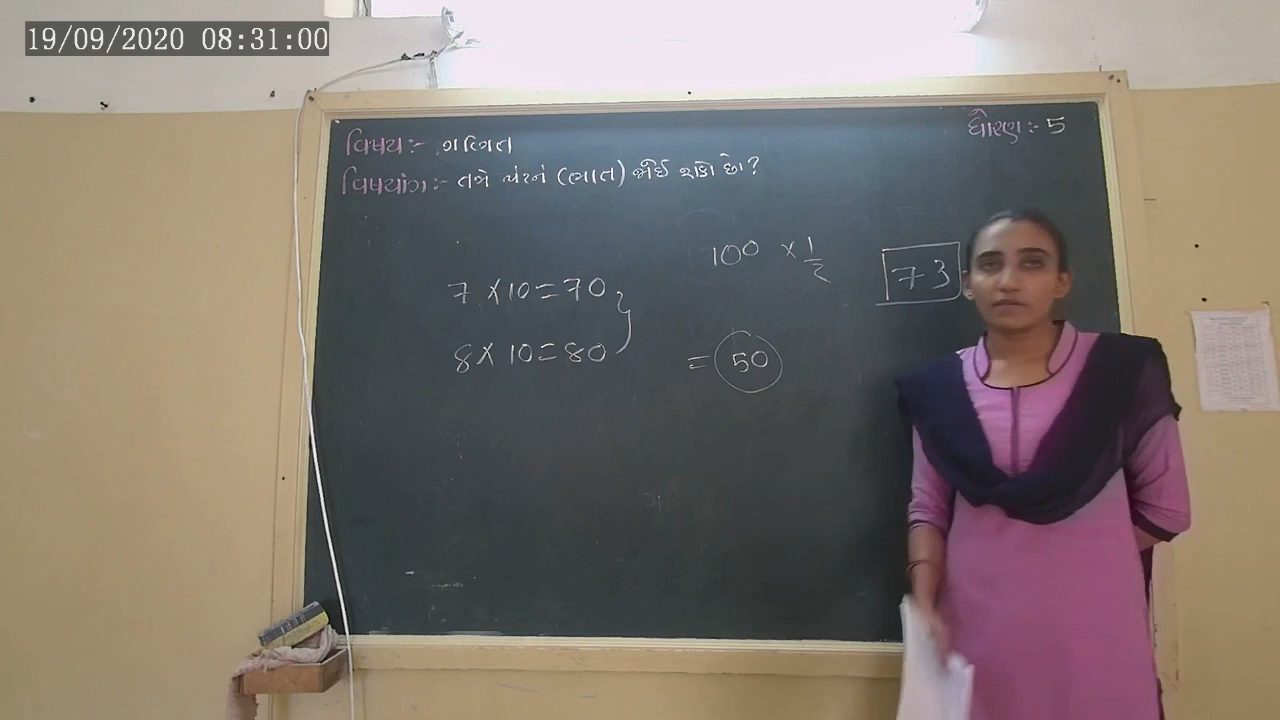 19/09/2020 08:31:00
વિષય:- ગણિત
ધોરણ:- 5
વિષયાંગ:- તમે પેટર્ન (ભાત) જોઈ શકો છો?
7 × 10 = 70
8 × 10 = 80
100 × 1/2
= 50
73